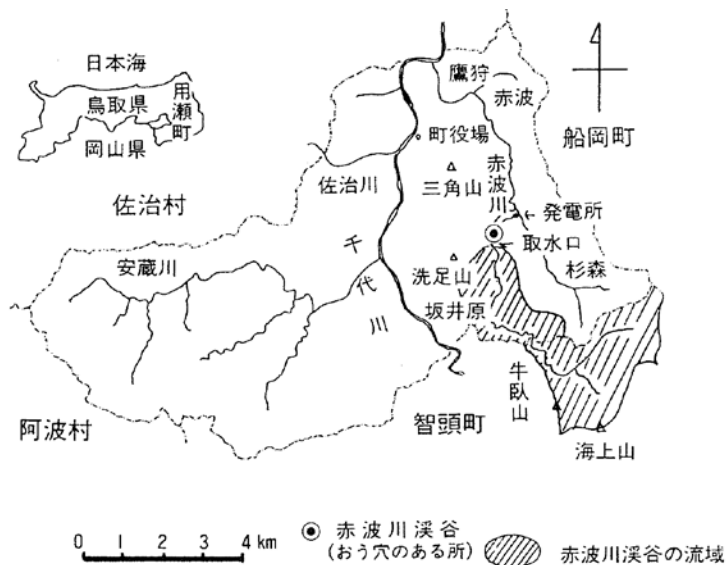 日本海
鳥取県
用瀬町
岡山県
鷹狩
赤波
町役場
船岡町
三角山
赤波川
佐治川
佐治村
発電所
取水口
千代川
洗足山
杉森
安蔵川
坂井原
牛臥山
阿波村
智頭町
海上山
0 1 2 3 4 km
赤波川渓谷
(おう穴のある所)
赤波川渓谷の流域